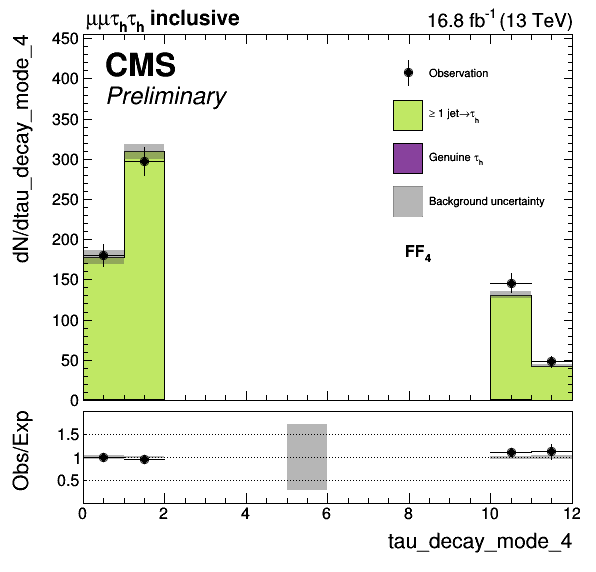 μμτhτh inclusive
16.8 fb⁻¹ (13 TeV)
CMS
Preliminary
Observation
≥ 1 jet→τh
Genuine τh
Background uncertainty
FF4
dN/dtau_decay_mode_4
450
400
350
300
250
200
150
100
50
0
Obs/Exp
1.5
1
0.5
0 2 4 6 8 10 12
tau_decay_mode_4